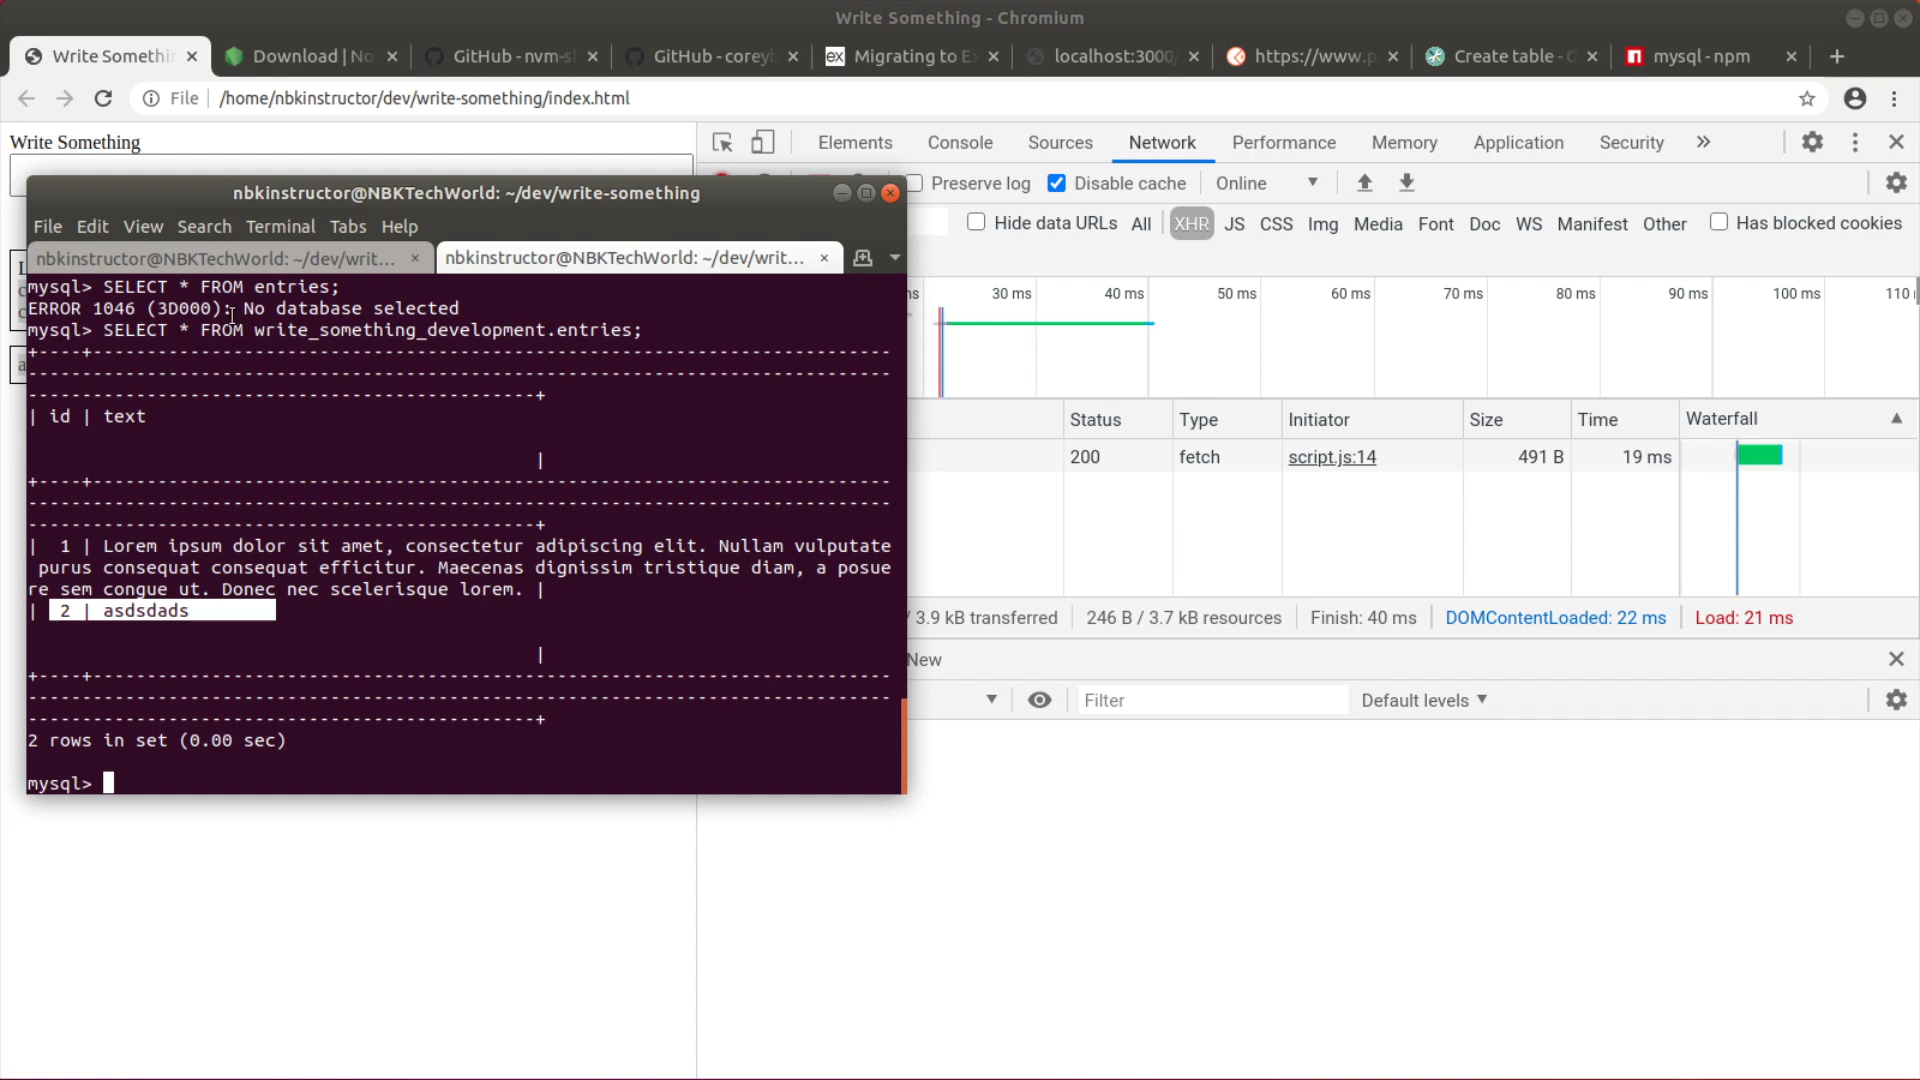 Write Something - Chromium
Write Somethin
Download | No
GitHub - nvm-s
GitHub - coreyb
ex Migrating to E
localhost:3000/
https://www.p
Create table - C
n mysql - npm
File /home/nbkinstructor/dev/write-something/index.html
Write Something
Elements Console Sources Network Performance Memory Application Security
Preserve log Disable cache Online
Hide data URLs All XHR JS CSS Img Media Font Doc WS Manifest Other Has blocked cookies
30 ms 40 ms 50 ms 60 ms 70 ms 80 ms 90 ms 100 ms 110
Status Type Initiator Size Time Waterfall
200 fetch script.js:14 491 B 19 ms
/ 3.9 kB transferred 246 B / 3.7 kB resources Finish: 40 ms DOMContentLoaded: 22 ms Load: 21 ms
New
Filter Default levels
nbkinstructor@NBKTechWorld: ~/dev/write-something
File Edit View Search Terminal Tabs Help
nbkinstructor@NBKTechWorld: ~/dev/writ... nbkinstructor@NBKTechWorld: ~/dev/writ...
mysql> SELECT * FROM entries;
ERROR 1046 (3D000): No database selected
mysql> SELECT * FROM write_something_development.entries;
+----+---------------------------------------------------------------------------
--------------------------------------------------------------------------------
-----------------------------------------------+
| id | text
|
+----+---------------------------------------------------------------------------
--------------------------------------------------------------------------------
-----------------------------------------------+
| 1 | Lorem ipsum dolor sit amet, consectetur adipiscing elit. Nullam vulputate
purus consequat consequat efficitur. Maecenas dignissim tristique diam, a posue
re sem congue ut. Donec nec scelerisque lorem. |
| 2 | asdsdads
|
+----+---------------------------------------------------------------------------
--------------------------------------------------------------------------------
-----------------------------------------------+
2 rows in set (0.00 sec)
mysql>